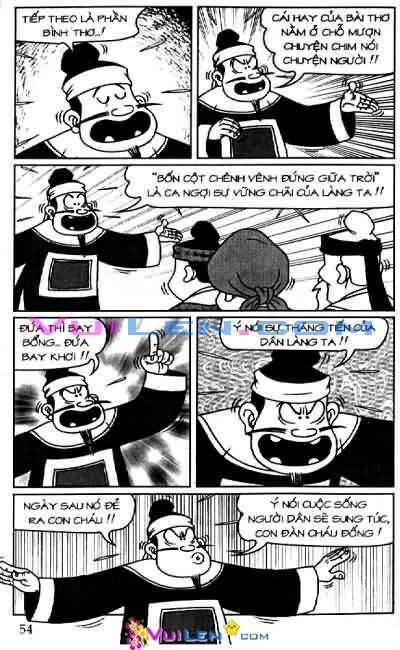 TIẾP THEO LÀ PHẦN
BÌNH THƠ...!
CÁI HAY CỦA BÀI THƠ
NẰM Ở CHỖ MƯỢN
CHUYỆN CHIM NÓI
CHUYỆN NGƯỜI !!
"BỐN CỘT CHÊNH VÊNH ĐỨNG GIỮA TRỜI"
LÀ CA NGỢI SỰ VỮNG CHÃI CỦA LÀNG TA !!
ĐỨA THÌ BAY
BỔNG... ĐỨA
BAY KHƠI !!
Ý NÓI SỰ THĂNG TIẾN CỦA
DÂN LÀNG TA !!
VUILEN.COM
NGÀY SAU NÓ ĐẺ
RA CON CHÁU !!
Ý NÓI CUỘC SỐNG
NGƯỜI DÂN SẼ SUNG TÚC,
CON ĐÀN CHÁU ĐỐNG !
54
VUILEN.COM